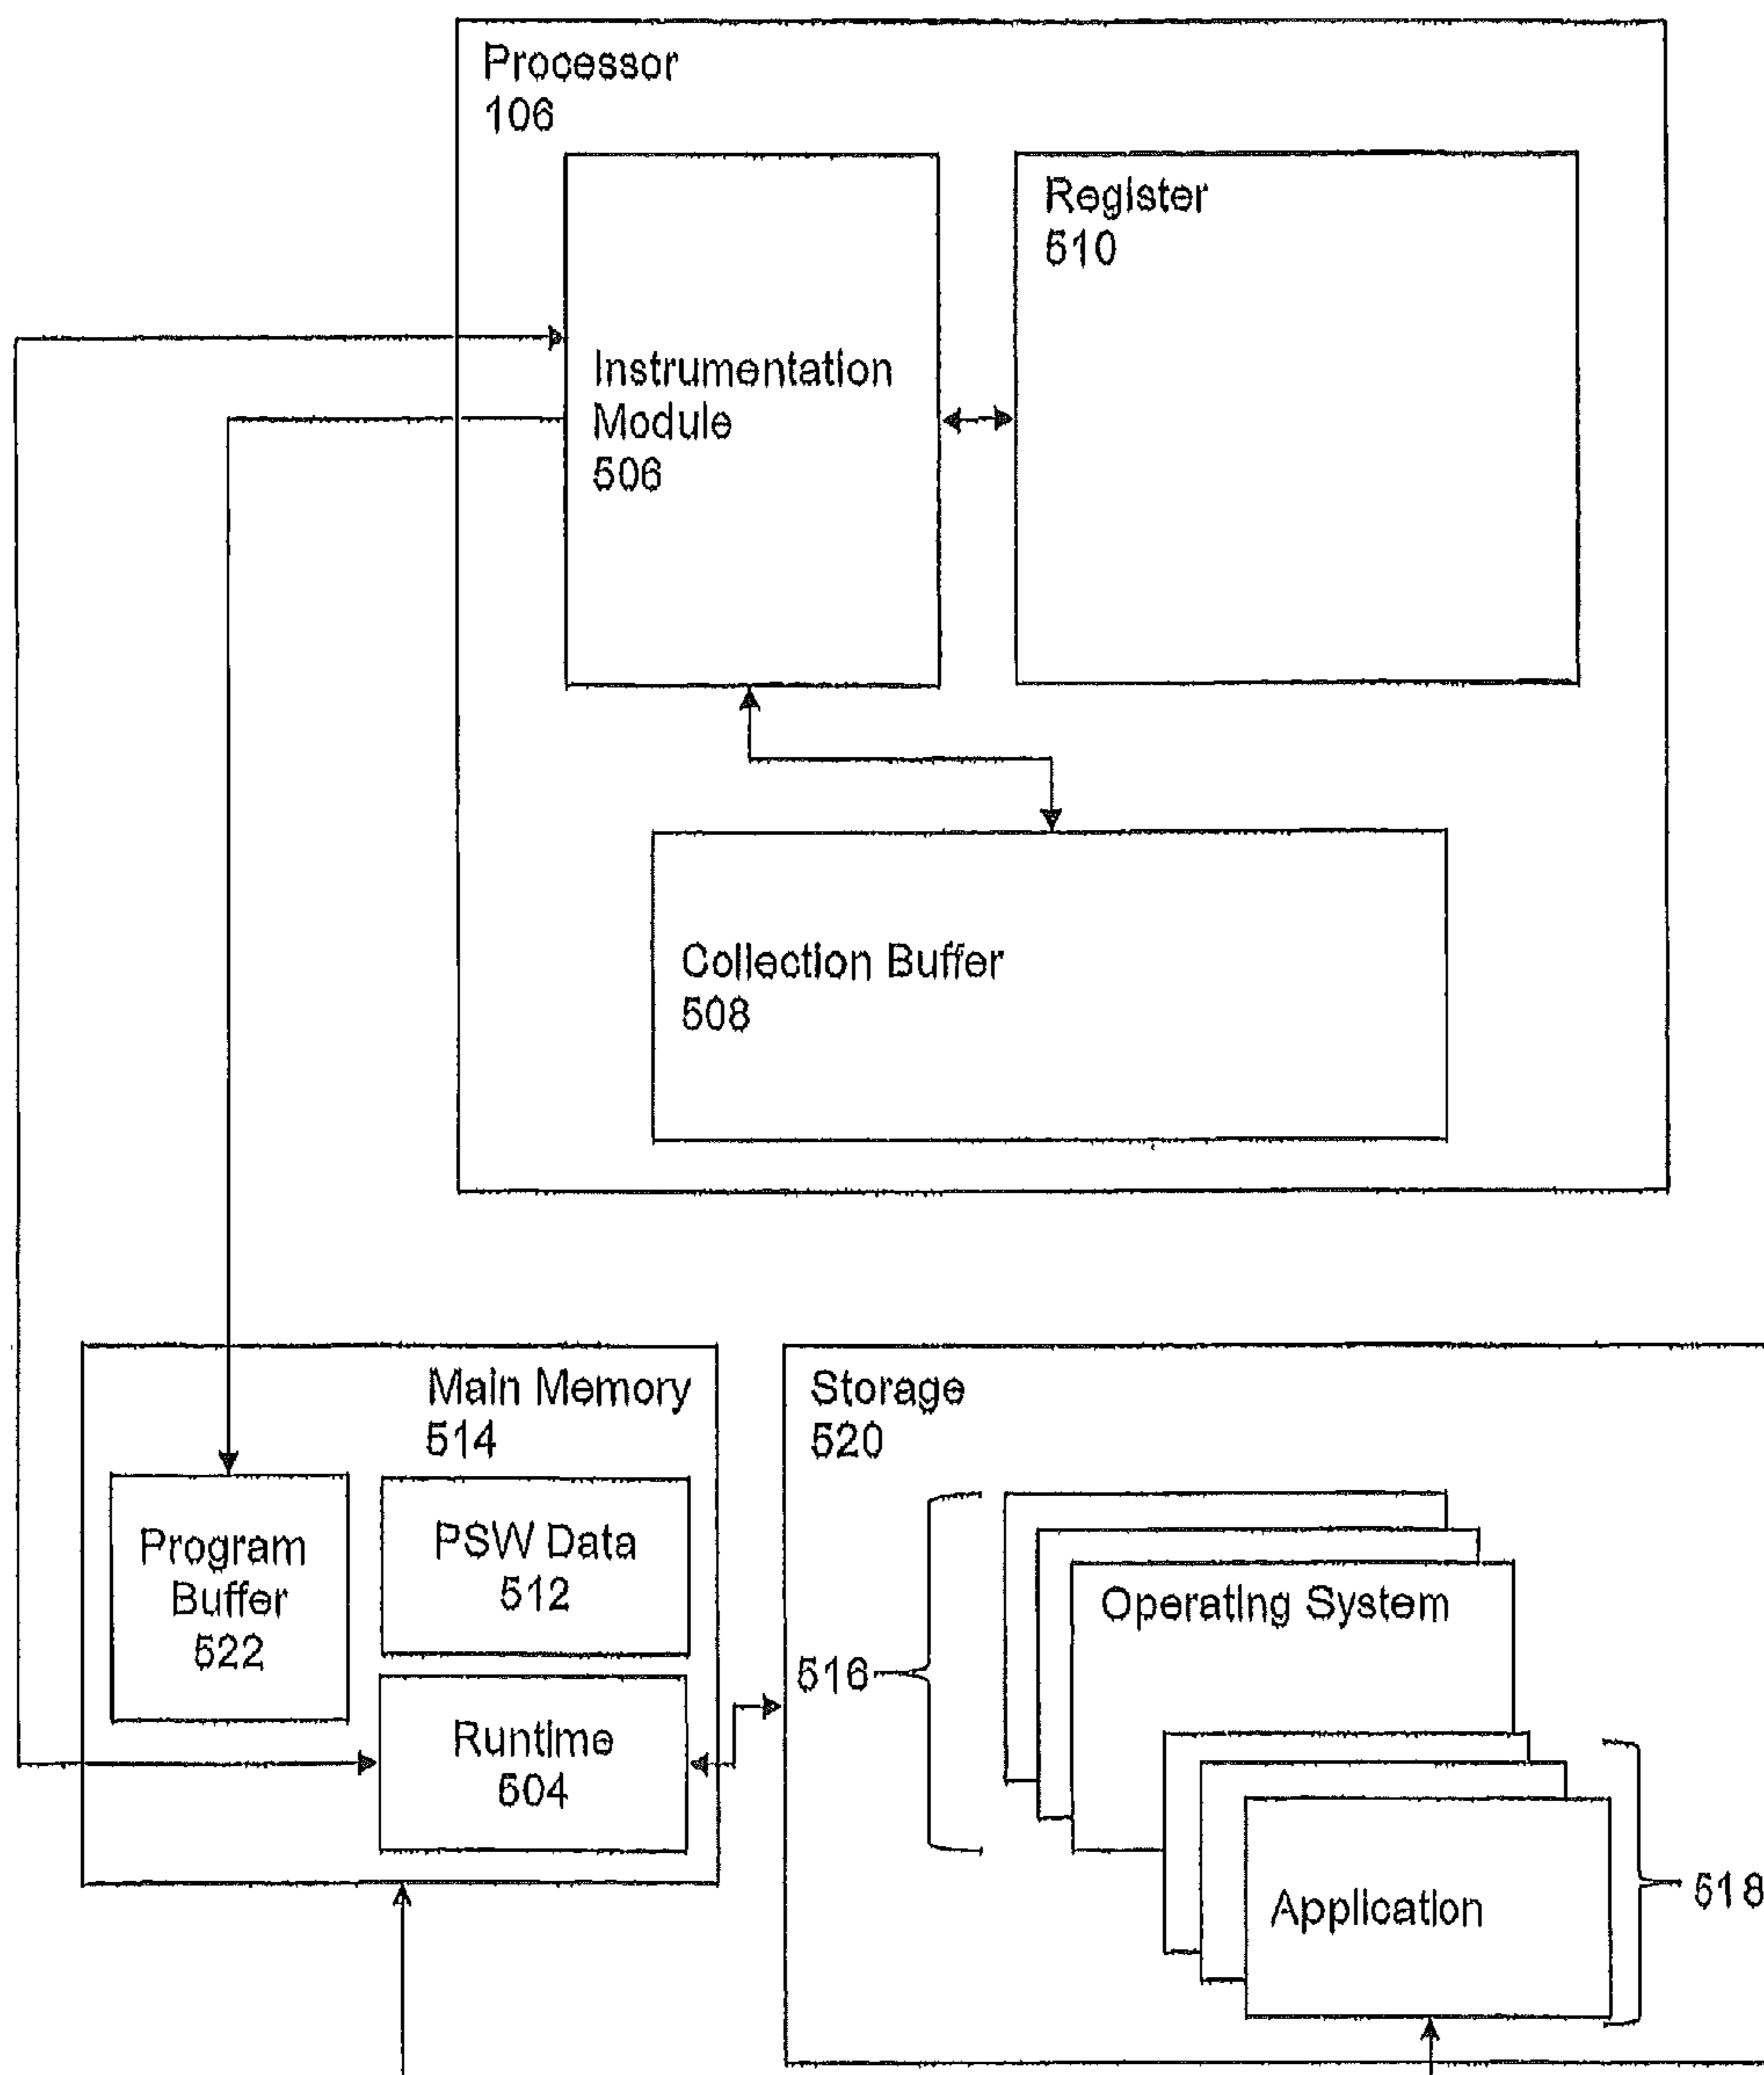 Processor
106
Register
510
Instrumentation
Module
506
Collection Buffer
508
Main Memory
514
Program
Buffer
522
PSW Data
512
Runtime
504
Storage
520
Operating System
516
Application
518